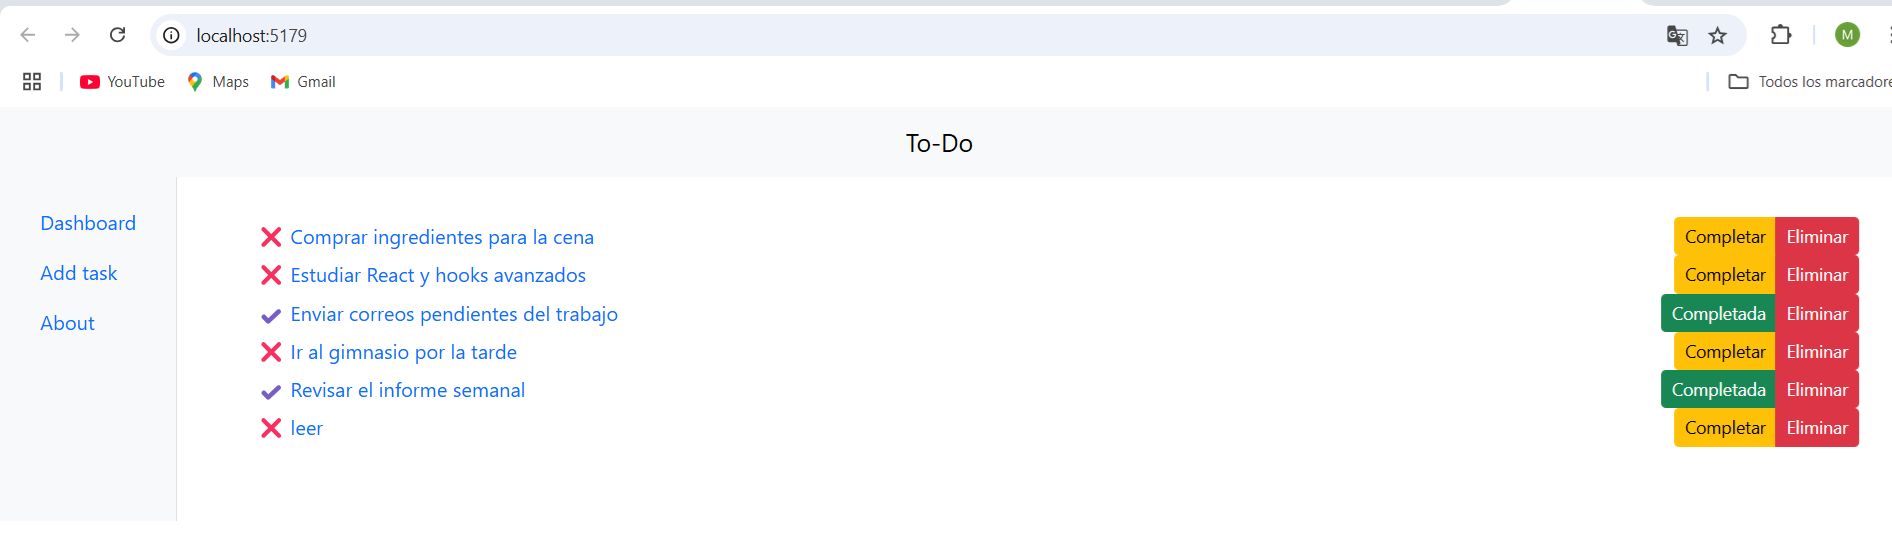 localhost:5179
M
YouTube Maps Gmail Todos los marcadore
To-Do
Dashboard
Add task
About
Comprar ingredientes para la cena Completar Eliminar
Estudiar React y hooks avanzados Completar Eliminar
Enviar correos pendientes del trabajo Completada Eliminar
Ir al gimnasio por la tarde Completar Eliminar
Revisar el informe semanal Completada Eliminar
leer Completar Eliminar